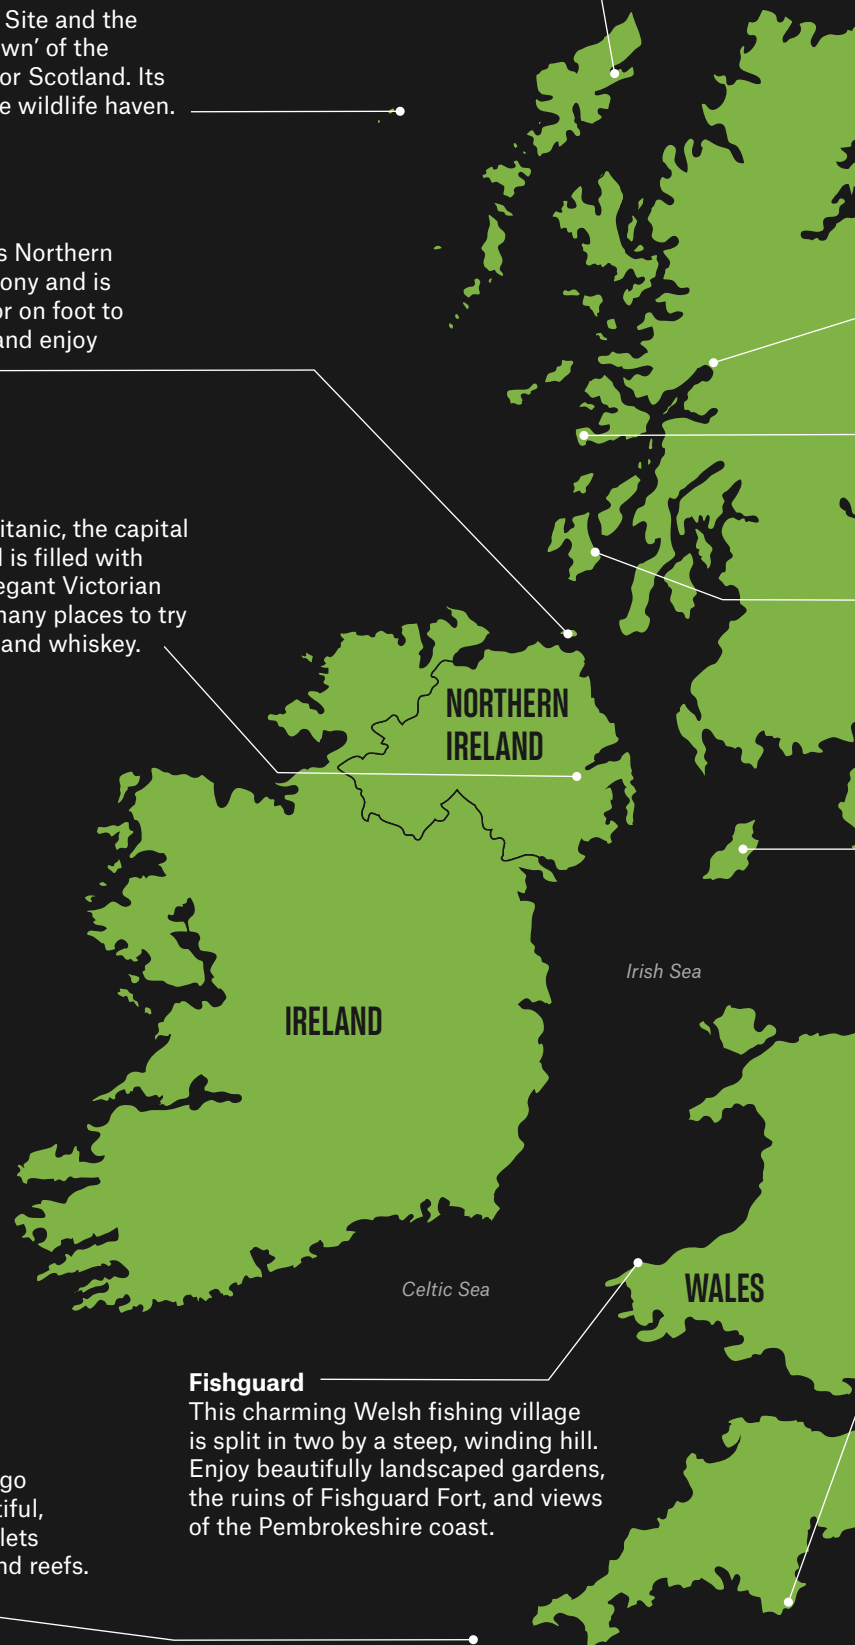 Site and the
wn’ of the
or Scotland. Its
e wildlife haven.
s Northern
ony and is
or on foot to
and enjoy
itanic, the capital
l is filled with
egant Victorian
many places to try
and whiskey.
NORTHERN
IRELAND
Irish Sea
IRELAND
Celtic Sea
WALES
Fishguard
This charming Welsh fishing village
is split in two by a steep, winding hill.
Enjoy beautifully landscaped gardens,
the ruins of Fishguard Fort, and views
of the Pembrokeshire coast.
go
tiful,
lets
nd reefs.